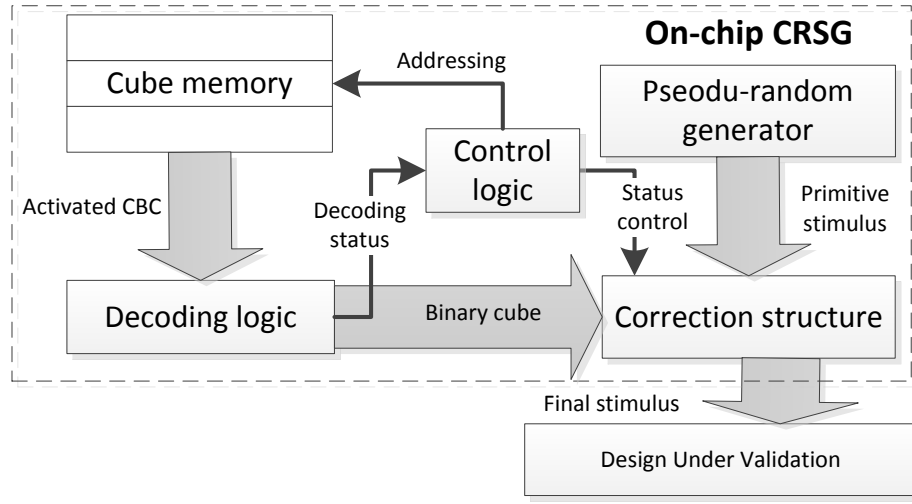 On-chip CRSG
Cube memory
Addressing
Pseodu-random
generator
Control
logic
Activated CBC
Decoding
status
Status
control
Primitive
stimulus
Decoding logic
Binary cube
Correction structure
Final stimulus
Design Under Validation